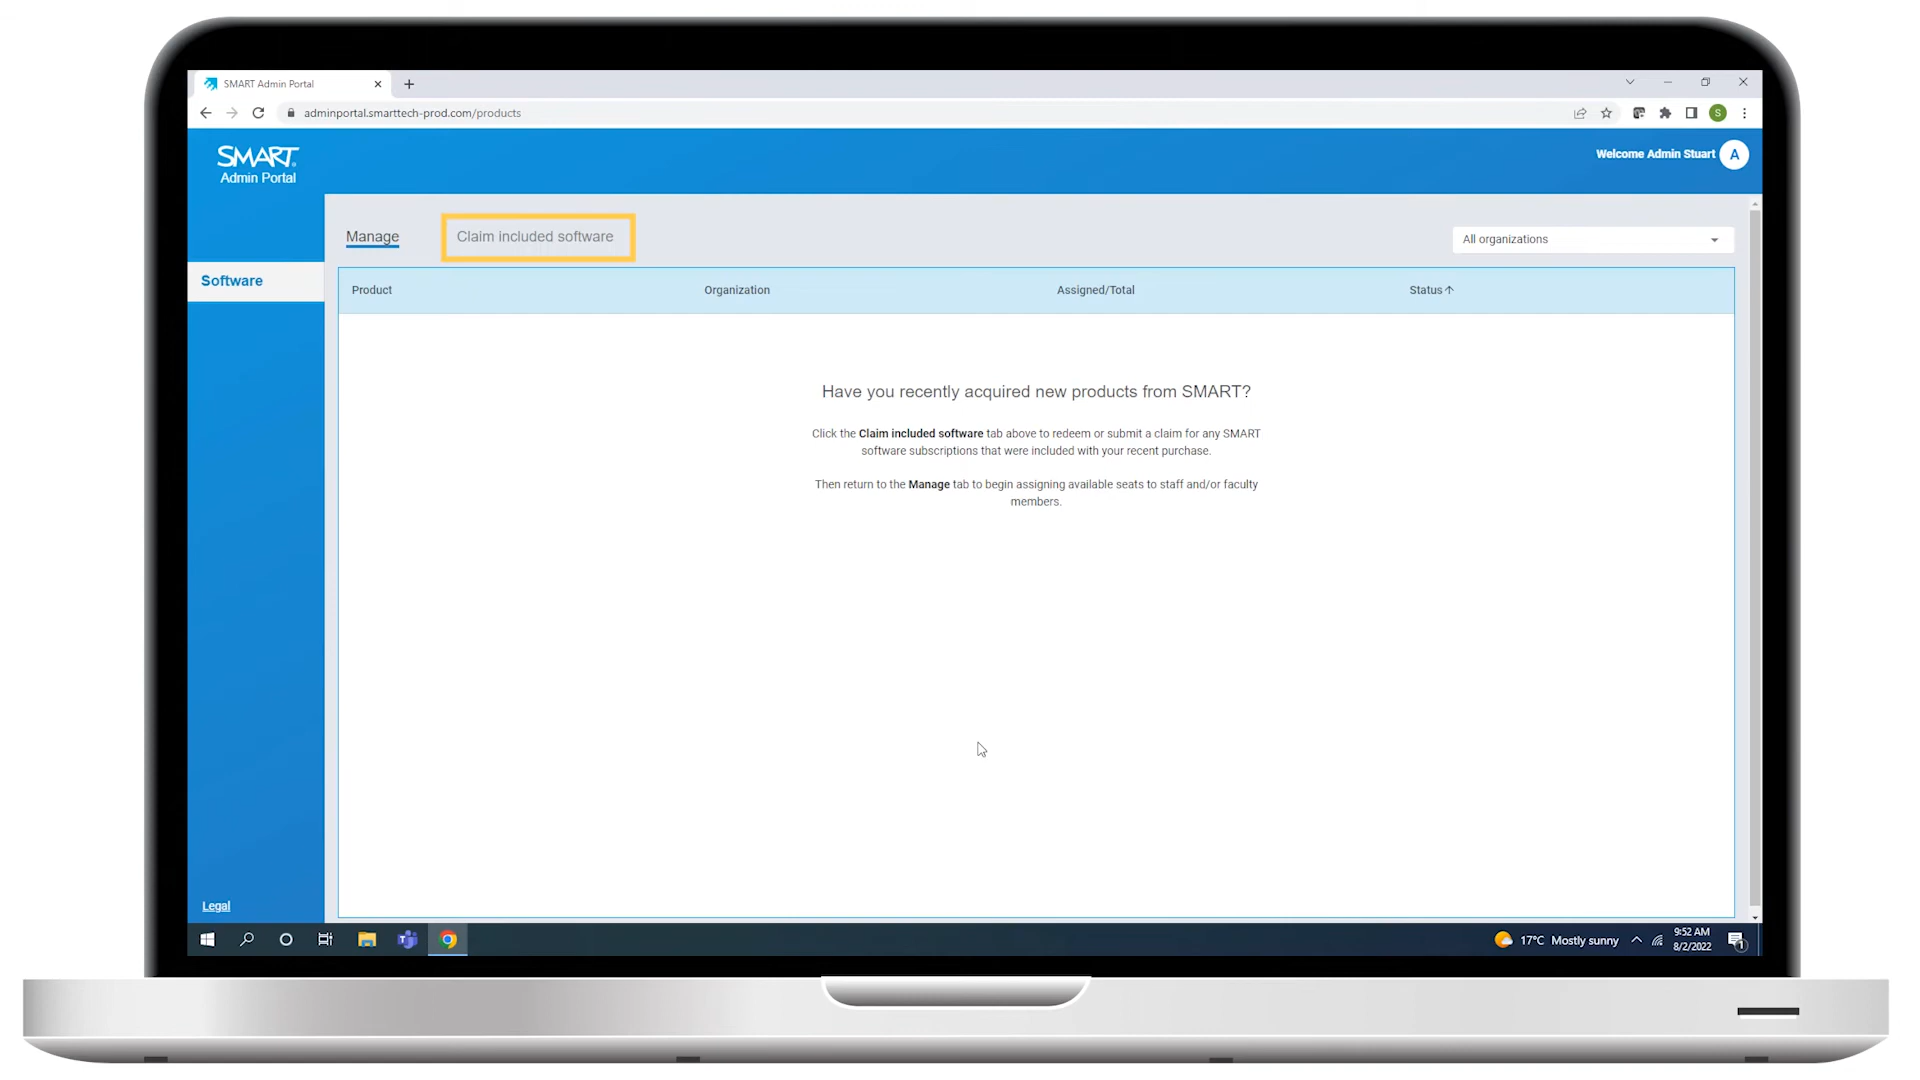 SMART Admin Portal
adminportal.smarttech-prod.com/products
S
SMART
Admin Portal
Welcome Admin Stuart
A
Manage
Claim included software
All organizations
Software
Product
Organization
Assigned/Total
Status
Have you recently acquired new products from SMART?
Click the Claim included software tab above to redeem or submit a claim for any SMART
software subscriptions that were included with your recent purchase.
Then return to the Manage tab to begin assigning available seats to staff and/or faculty
members.
Legal
17°C Mostly sunny
9:52 AM
8/2/2022
1